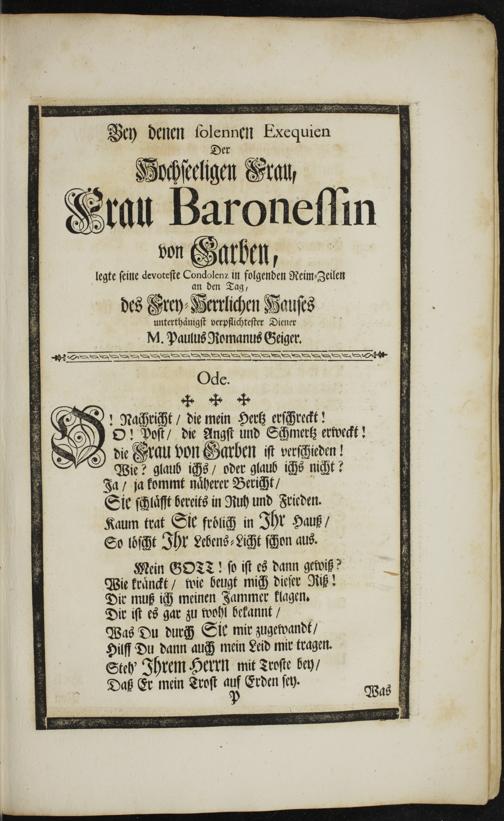 Bey denen solennen Exequien
Der
Hochseeligen Frau,
Frau Baronessin
von Garben,
legte seine devoteste Condolenz in folgenden Reim-Zeilen
an den Tag,
des Frey-Herrlichen Hauses
unterthänigst verpflichtester Diener
M. Paulus Romanus Geiger.
Ode.
O! Nachricht/ die mein Hertz erschreckt!
O! Post/ die Angst und Schmertz erweckt!
die Frau von Garben ist verschieden!
Wie? glaub ichs/ oder glaub ichs nicht?
Ja/ ja kommt näherer Bericht/
Sie schläfft bereits in Ruh und Frieden.
Kaum trat Sie frölich in Ihr Hauß/
So löscht Ihr Lebens-Licht schon aus.
Mein GOTT! so ist es dann gewiß?
Wie kränckt/ wie beugt mich dieser Riß!
Dir muß ich meinen Jammer klagen.
Dir ist es gar zu wohl bekannt/
Was Du durch Sie mir zugewandt/
Hilff Du dann auch mein Leid mir tragen.
Steh' Ihrem Herrn mit Troste bey/
Daß Er mein Trost auf Erden sey.
P
Was